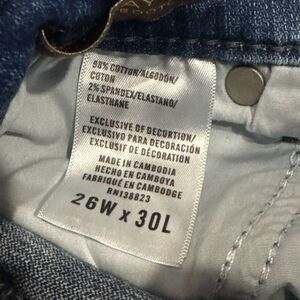 98% COTTON/ALGODÓN/
COTON
2% SPANDEX/ELASTANO/
ELASTHANE
EXCLUSIVE OF DECORTION/
EXCLUSIVO PARA DECORACIÓN
EXCLUSIF DE DÉCORATION
MADE IN CAMBODIA
HECHO EN CAMBOYA
FABRIQUÉ EN CAMBODGE
RN138823
26W x 30L